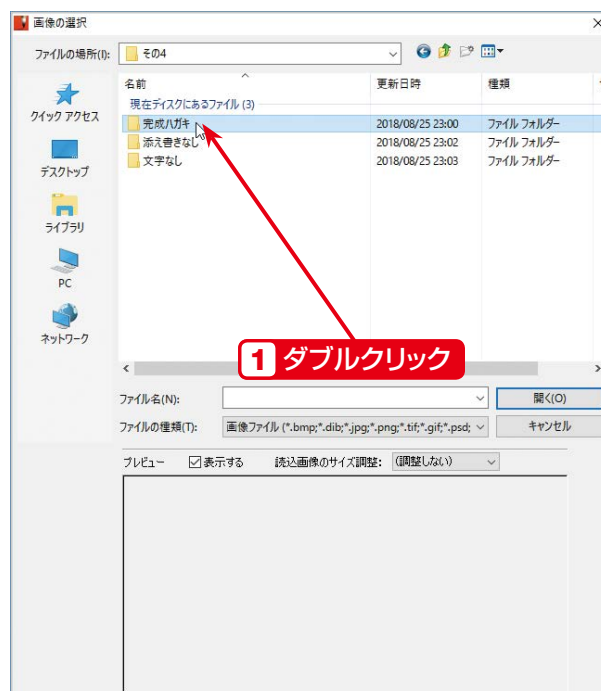 画像の選択
ファイルの場所(I): その4
名前 更新日時 種類
現在ディスクにあるファイル (3)
完成ハガキ 2018/08/25 23:00 ファイル フォルダー
添え書きなし 2018/08/25 23:02 ファイル フォルダー
文字なし 2018/08/25 23:03 ファイル フォルダー
クイック アクセス
デスクトップ
ライブラリ
PC
ネットワーク
1 ダブルクリック
ファイル名(N): 開く(O)
ファイルの種類(T): 画像ファイル (*.bmp;*.dib;*.jpg;*.png;*.tif;*.gif;*.psd; キャンセル
プレビュー 表示する 読込画像のサイズ調整: (調整しない)